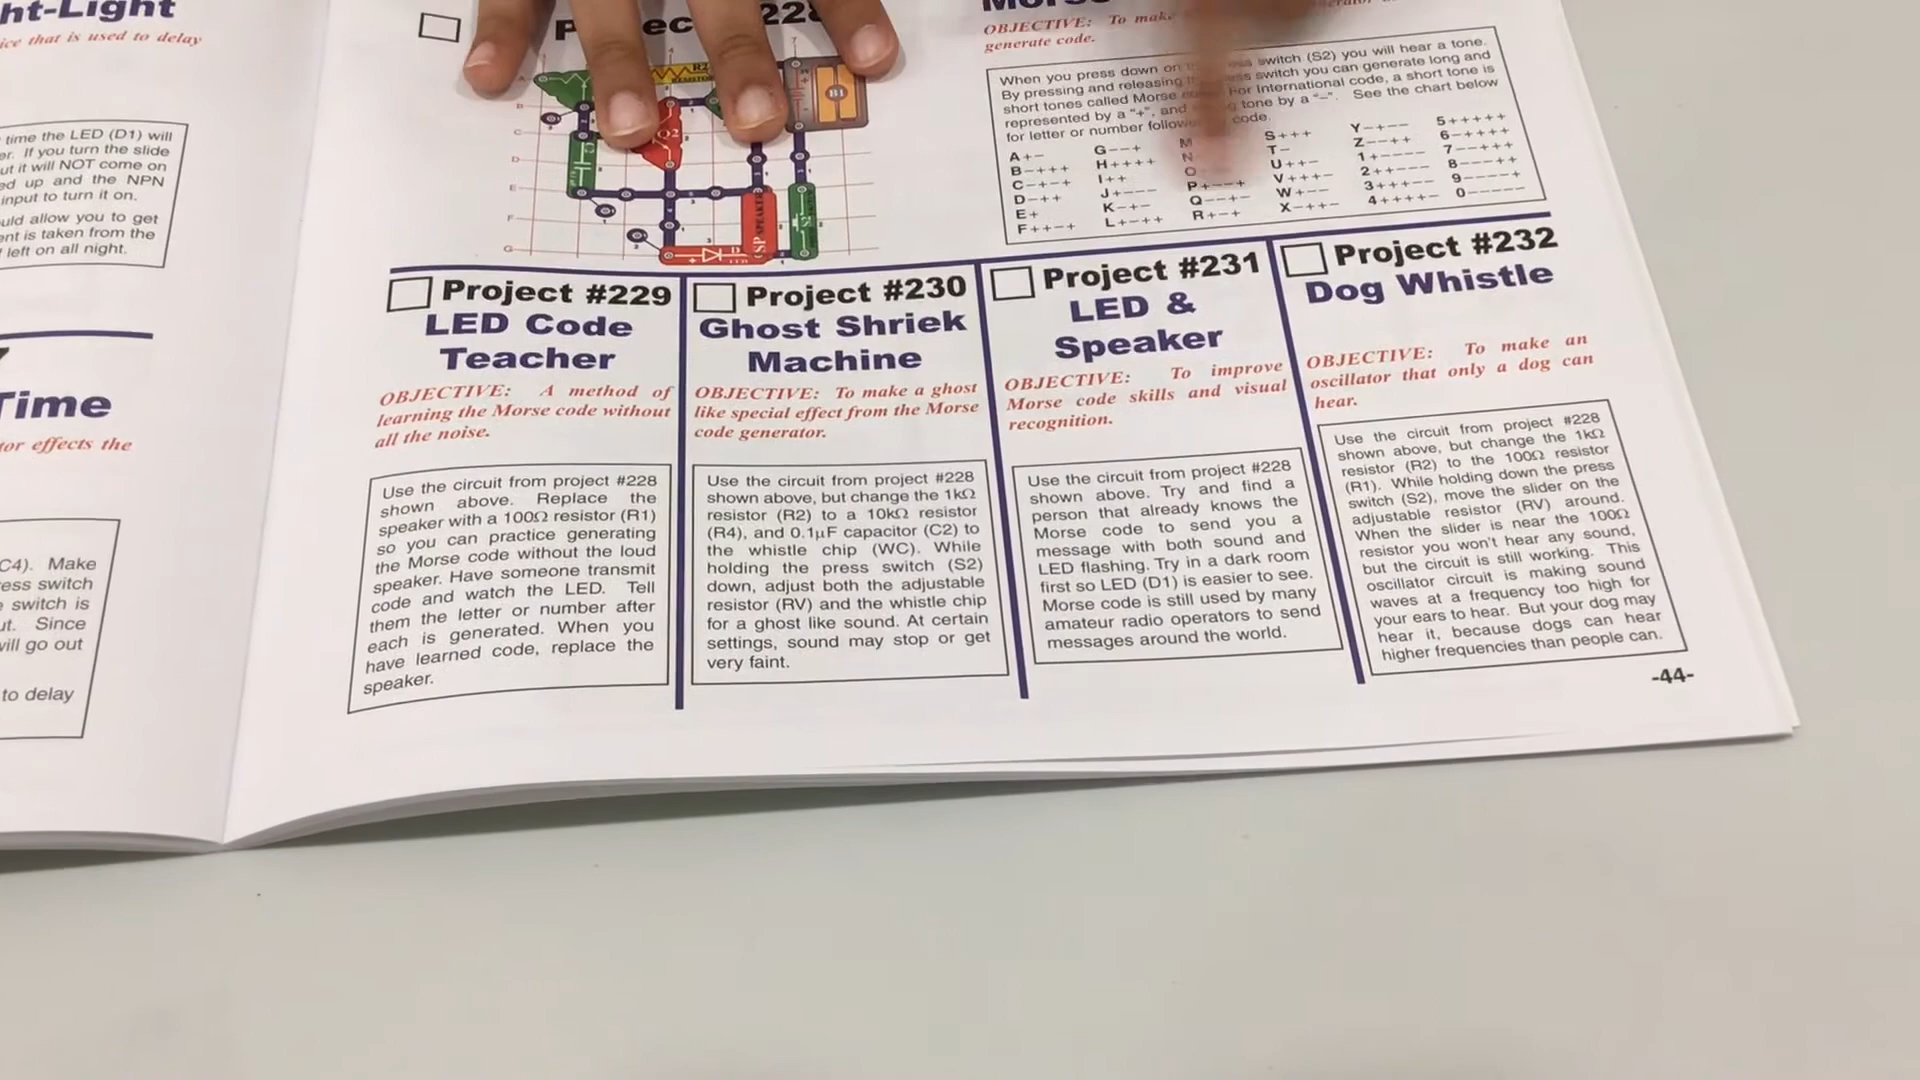 ht-Light
ice that is used to delay
time the LED (D1) will
er. If you turn the slide
ut it will NOT come on
ed up and the NPN
input to turn it on.
uld allow you to get
ent is taken from the
left on all night.
Time
tor effects the
C4). Make
ess switch
e switch is
ut. Since
will go out
to delay
228
OBJECTIVE: To make
generate code.
When you press down on switch (S2) you will hear a tone.
By pressing and releasing switch you can generate long and
short tones called Morse For International code, a short tone is
represented by a "+", and tone by a "–". See the chart below
for letter or number follow code.
A+–
B–+++
C–+–+
D–++
E+
F++–+
G––+
H++++
I++
J+–––
K–+–
L+–++
M
N
O
P+––+
Q––+–
R+–+
S+++
T–
U++–
V+++–
W+––
X–++–
Y–+––
Z––++
1+––––
2++–––
3+++––
4++++–
5+++++
6–++++
7––+++
8–––++
9––––+
0–––––
R2
RESISTOR
B1
Q2
C2
SPEAKER
SP
S2
D1
A
B
C
D
E
F
G
Project #229
LED Code
Teacher
OBJECTIVE: A method of
learning the Morse code without
all the noise.
Use the circuit from project #228
shown above. Replace the
speaker with a 100Ω resistor (R1)
so you can practice generating
the Morse code without the loud
speaker. Have someone transmit
code and watch the LED. Tell
them the letter or number after
each is generated. When you
have learned code, replace the
speaker.
Project #230
Ghost Shriek
Machine
OBJECTIVE: To make a ghost
like special effect from the Morse
code generator.
Use the circuit from project #228
shown above, but change the 1kΩ
resistor (R2) to a 10kΩ resistor
(R4), and 0.1μF capacitor (C2) to
the whistle chip (WC). While
holding the press switch (S2)
down, adjust both the adjustable
resistor (RV) and the whistle chip
for a ghost like sound. At certain
settings, sound may stop or get
very faint.
Project #231
LED &
Speaker
OBJECTIVE: To improve
Morse code skills and visual
recognition.
Use the circuit from project #228
shown above. Try and find a
person that already knows the
Morse code to send you a
message with both sound and
LED flashing. Try in a dark room
first so LED (D1) is easier to see.
Morse code is still used by many
amateur radio operators to send
messages around the world.
Project #232
Dog Whistle
OBJECTIVE: To make an
oscillator that only a dog can
hear.
Use the circuit from project #228
shown above, but change the 1kΩ
resistor (R2) to the 100Ω resistor
(R1). While holding down the press
switch (S2), move the slider on the
adjustable resistor (RV) around.
When the slider is near the 100Ω
resistor you won't hear any sound,
but the circuit is still working. This
oscillator circuit is making sound
waves at a frequency too high for
your ears to hear. But your dog may
hear it, because dogs can hear
higher frequencies than people can.
-44-